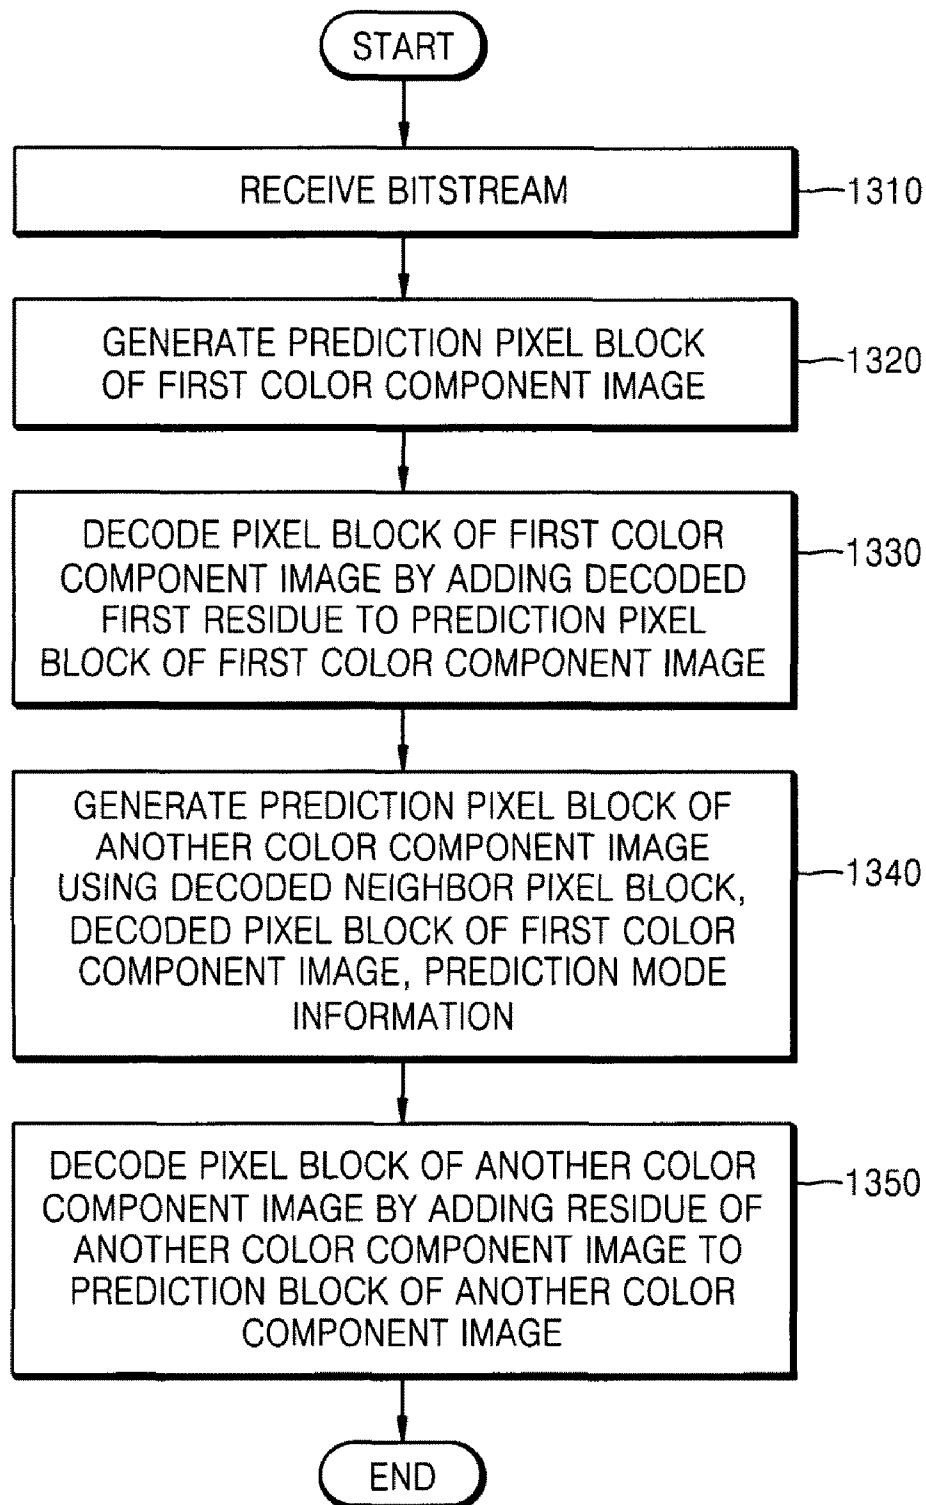 START
RECEIVE BITSTREAM
1310
GENERATE PREDICTION PIXEL BLOCK
OF FIRST COLOR COMPONENT IMAGE
1320
DECODE PIXEL BLOCK OF FIRST COLOR
COMPONENT IMAGE BY ADDING DECODED
FIRST RESIDUE TO PREDICTION PIXEL
BLOCK OF FIRST COLOR COMPONENT IMAGE
1330
GENERATE PREDICTION PIXEL BLOCK OF
ANOTHER COLOR COMPONENT IMAGE
USING DECODED NEIGHBOR PIXEL BLOCK,
DECODED PIXEL BLOCK OF FIRST COLOR
COMPONENT IMAGE, PREDICTION MODE
INFORMATION
1340
DECODE PIXEL BLOCK OF ANOTHER COLOR
COMPONENT IMAGE BY ADDING RESIDUE OF
ANOTHER COLOR COMPONENT IMAGE TO
PREDICTION BLOCK OF ANOTHER COLOR
COMPONENT IMAGE
1350
END